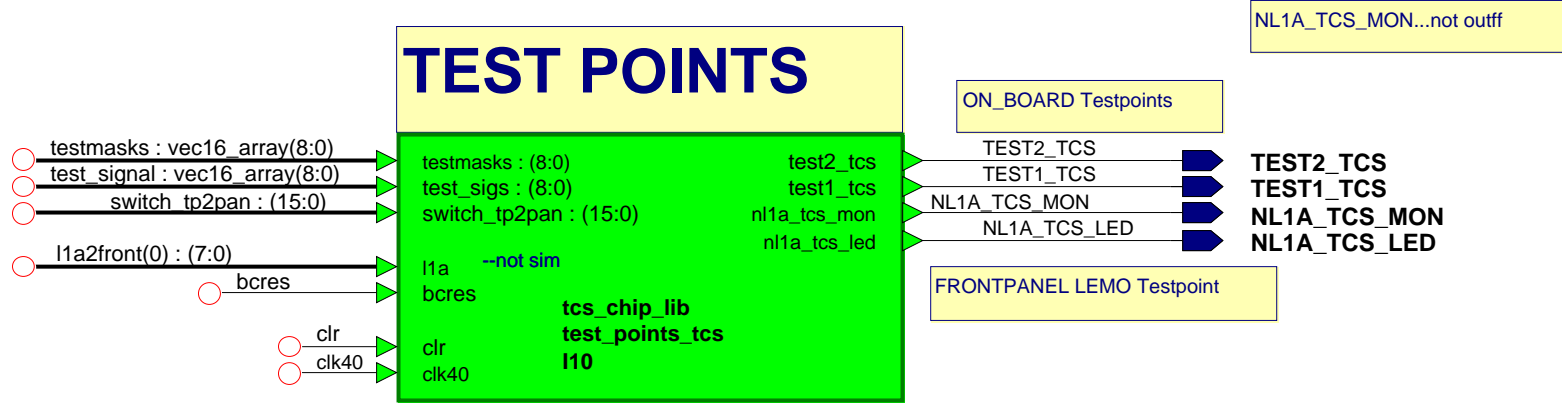 NL1A_TCS_MON...not outff
TEST POINTS
ON_BOARD Testpoints
testmasks : vec16_array(8:0)
test_signal : vec16_array(8:0)
switch_tp2pan : (15:0)
l1a2front(0) : (7:0)
bcres
clr
clk40
testmasks : (8:0)
test_sigs : (8:0)
switch_tp2pan : (15:0)
l1a
--not sim
bcres
clr
clk40
tcs_chip_lib
test_points_tcs
I10
test2_tcs
test1_tcs
nl1a_tcs_mon
nl1a_tcs_led
TEST2_TCS
TEST1_TCS
NL1A_TCS_MON
NL1A_TCS_LED
TEST2_TCS
TEST1_TCS
NL1A_TCS_MON
NL1A_TCS_LED
FRONTPANEL LEMO Testpoint